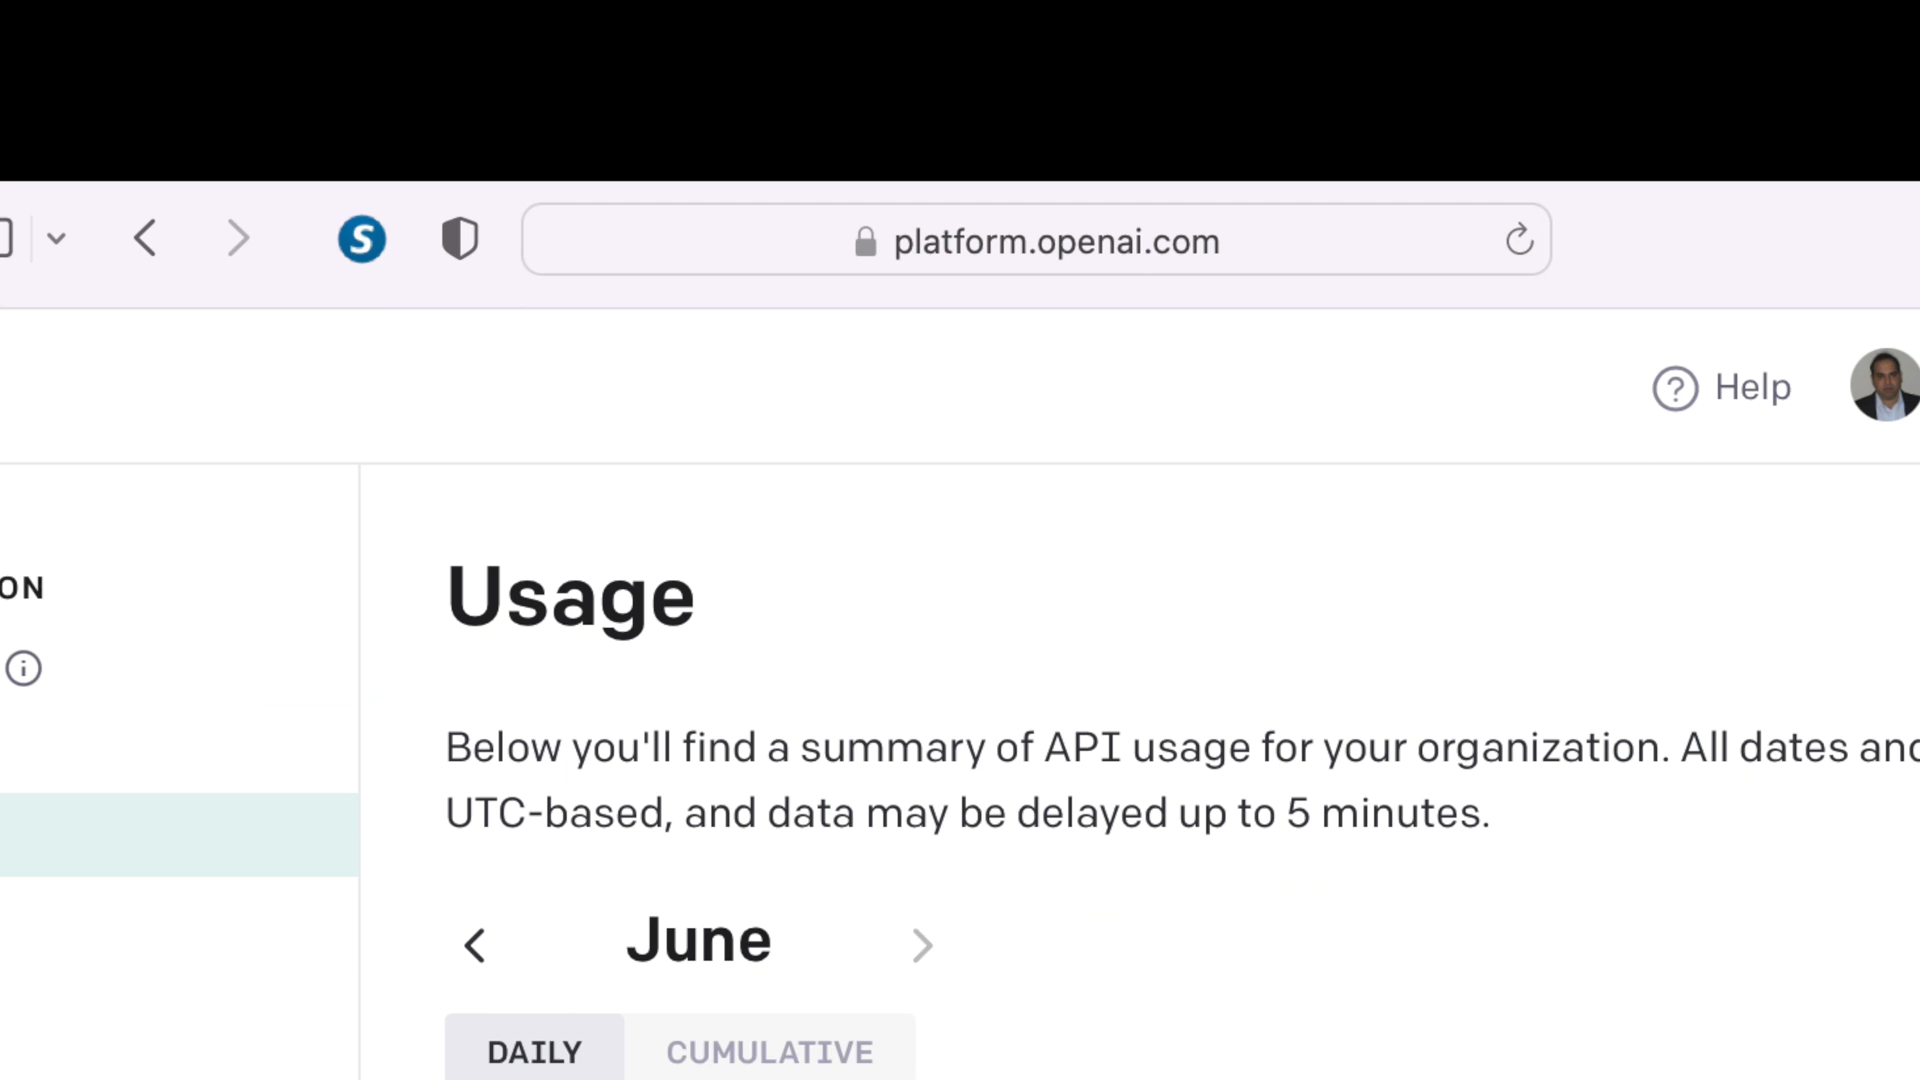 S
platform.openai.com
? Help
ON
i
Usage
Below you'll find a summary of API usage for your organization. All dates and
UTC-based, and data may be delayed up to 5 minutes.
June
DAILY CUMULATIVE